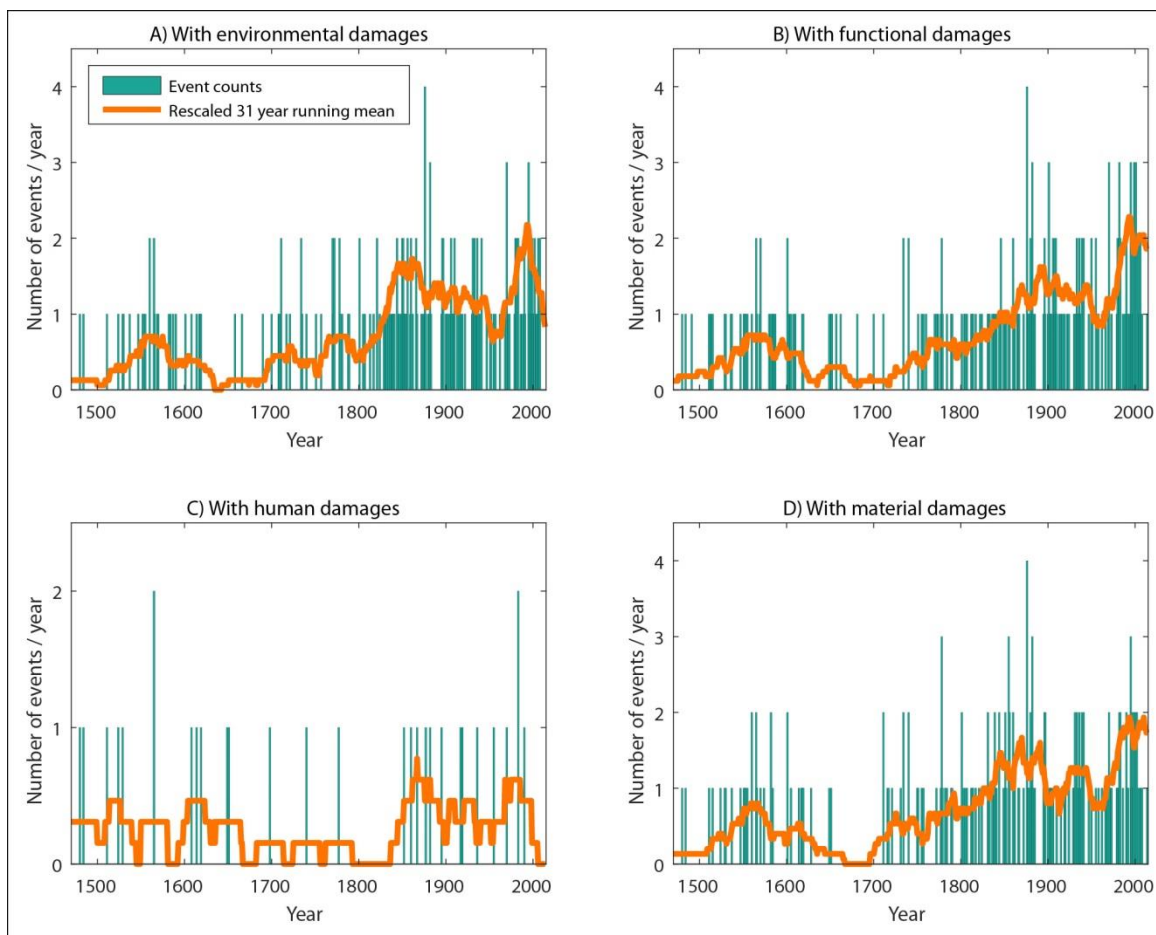 A) With environmental damages
Number of events / year
4
3
2
1
0
Event counts
Rescaled 31 year running mean
1500 1600 1700 1800 1900 2000
Year
B) With functional damages
Number of events / year
4
3
2
1
0
1500 1600 1700 1800 1900 2000
Year
C) With human damages
Number of events / year
2
1
0
1500 1600 1700 1800 1900 2000
Year
D) With material damages
Number of events / year
4
3
2
1
0
1500 1600 1700 1800 1900 2000
Year